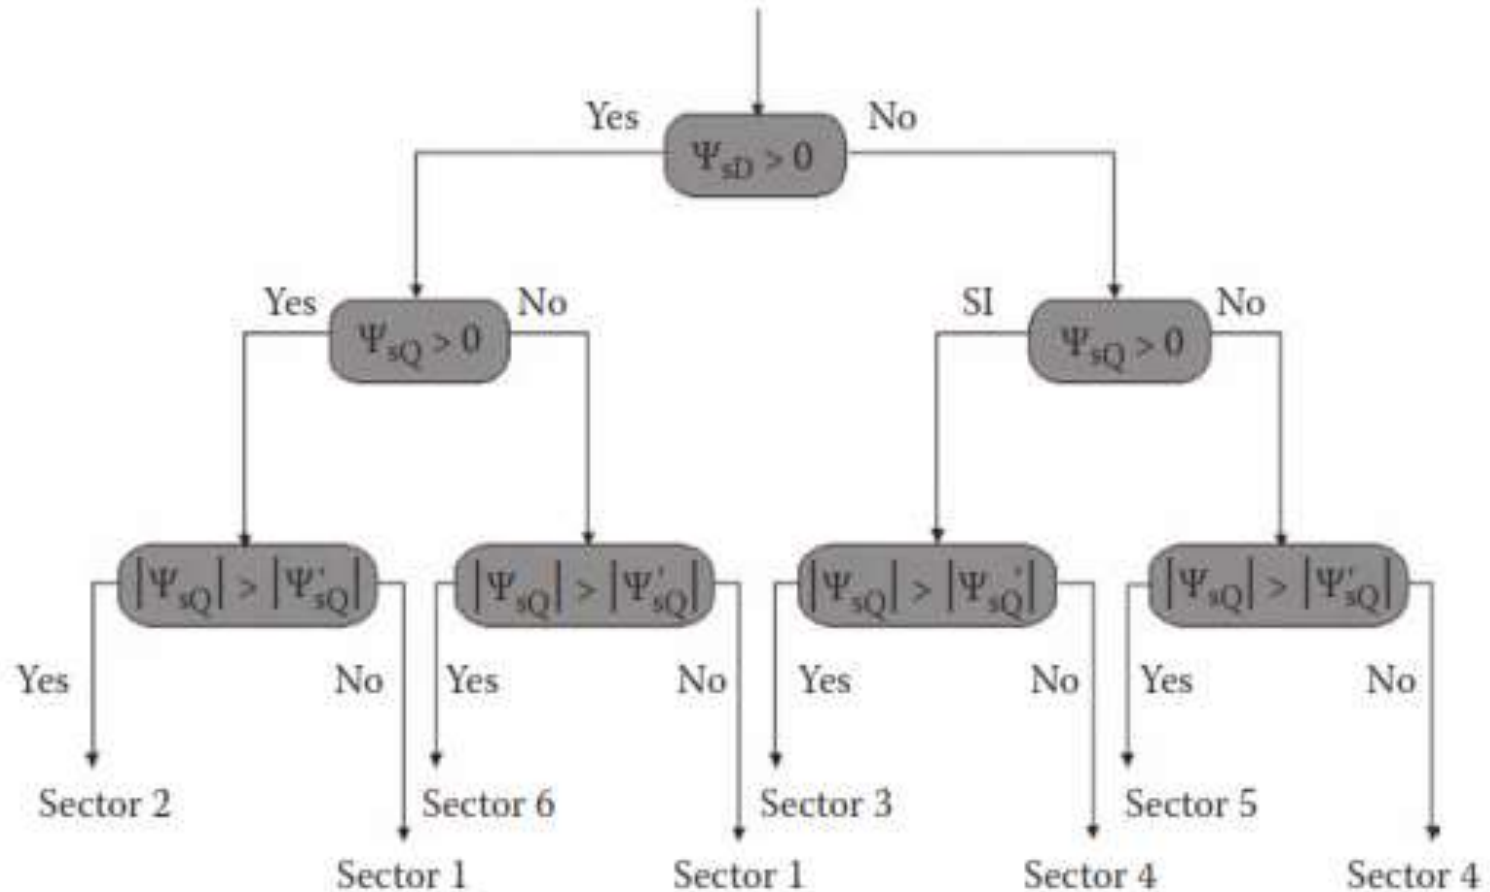 Yes No
Ψ_sD > 0
Yes No SI No
Ψ_sQ > 0 Ψ_sQ > 0
|Ψ_sQ| > |Ψ'_sQ| |Ψ_sQ| > |Ψ'_sQ| |Ψ_sQ| > |Ψ_sQ'| |Ψ_sQ| > |Ψ'_sQ|
Yes No Yes No Yes No Yes No
Sector 2 Sector 6 Sector 3 Sector 5
Sector 1 Sector 1 Sector 4 Sector 4